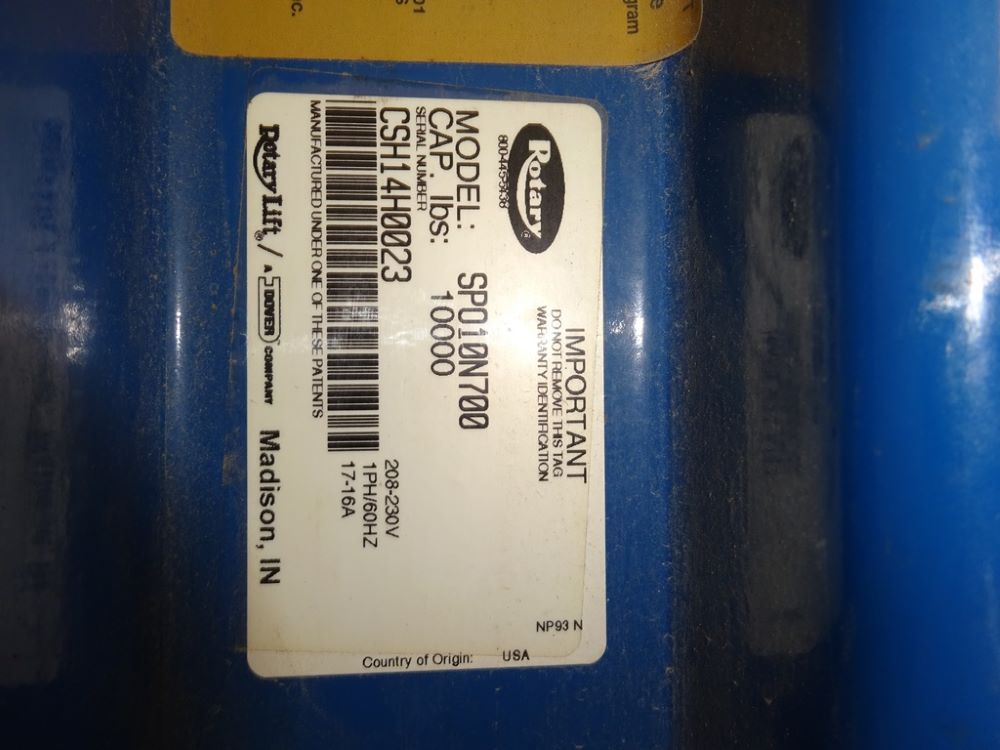 gram
e
01
s
c.
Rotary®
800-445-5438
IMPORTANT
DO NOT REMOVE THIS TAG
WARRANTY IDENTIFICATION
MODEL: SPO10N700
CAP. lbs: 10000
SERIAL NUMBER
CSH14H0023
208-230V
1PH/60HZ
17-16A
MANUFACTURED UNDER ONE OF THESE PATENTS
Rotary Lift® / A DOVER COMPANY Madison, IN
NP93 N
Country of Origin: USA